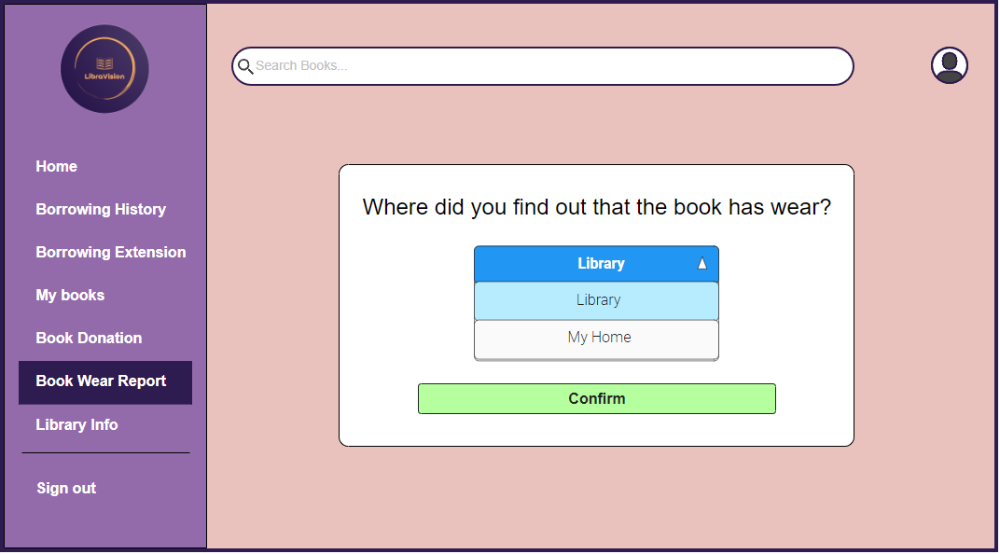 LibraVision
Home
Borrowing History
Borrowing Extension
My books
Book Donation
Book Wear Report
Library Info
Sign out
Search Books...
Where did you find out that the book has wear?
Library
Library
My Home
Confirm